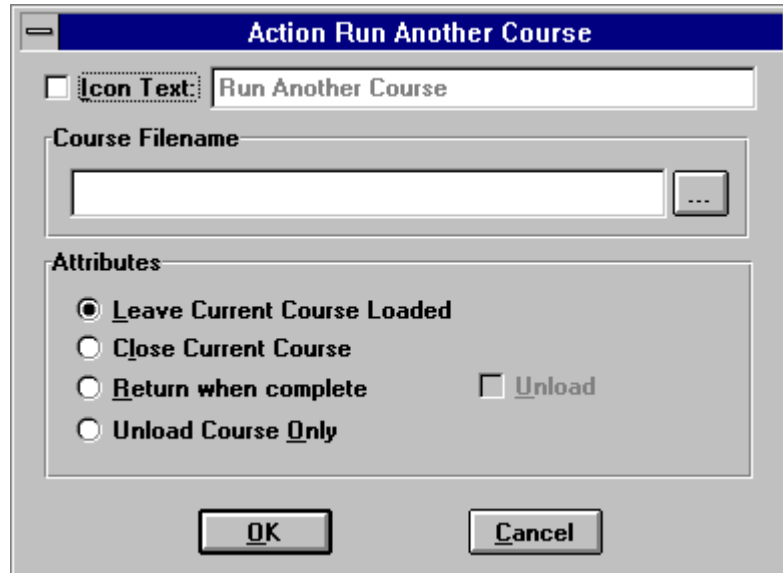 Action Run Another Course
Icon Text: Run Another Course
Course Filename
...
Attributes
Leave Current Course Loaded
Close Current Course
Return when complete Unload
Unload Course Only
OK Cancel